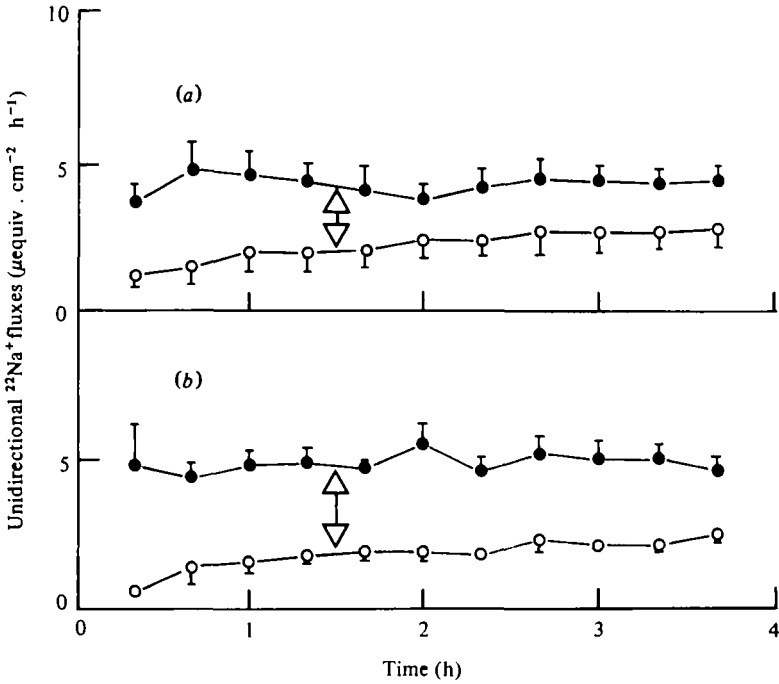 Unidirectional ²²Na⁺ fluxes (μequiv . cm⁻² h⁻¹)
10
(a)
5
0
(b)
5
0
0 1 2 3 4
Time (h)